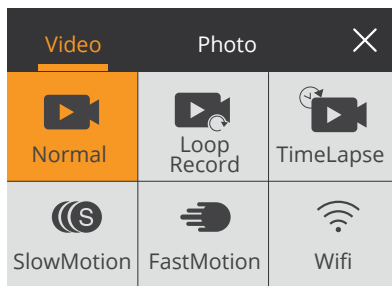 Video Photo
Normal
Loop
Record
TimeLapse
S
SlowMotion
FastMotion
Wifi